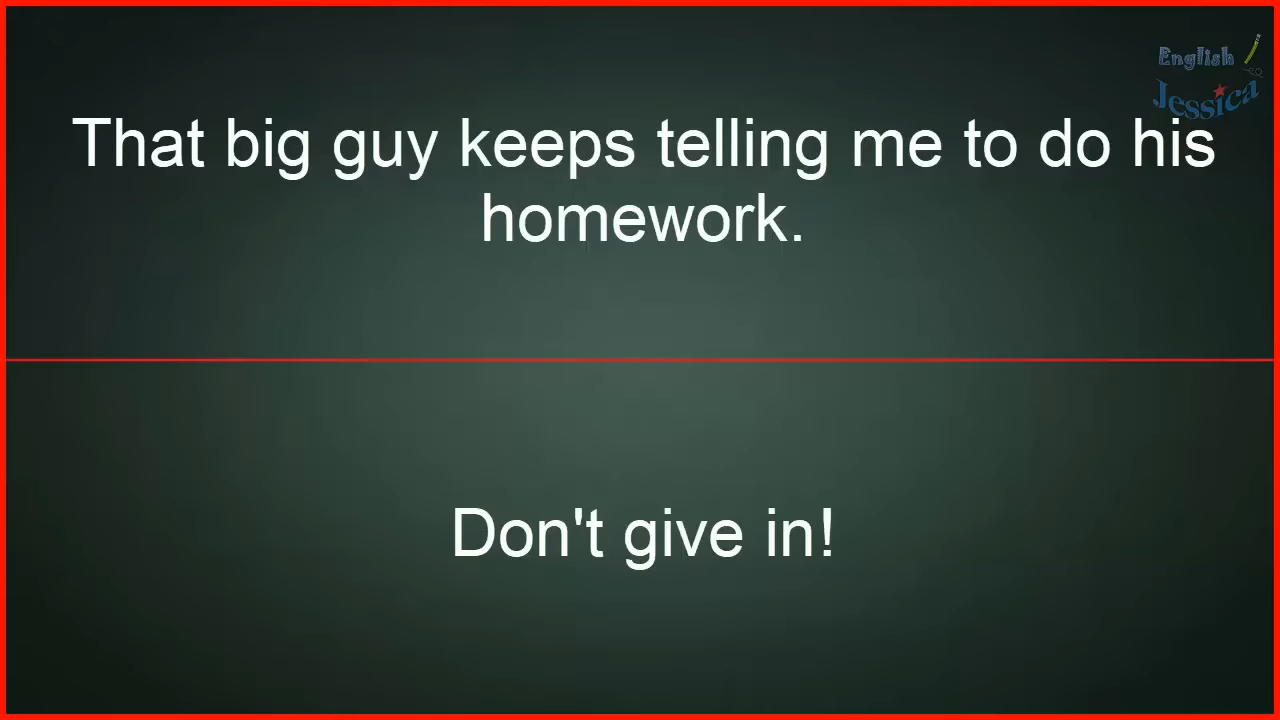 English
Jessica
That big guy keeps telling me to do his
homework.
Don't give in!